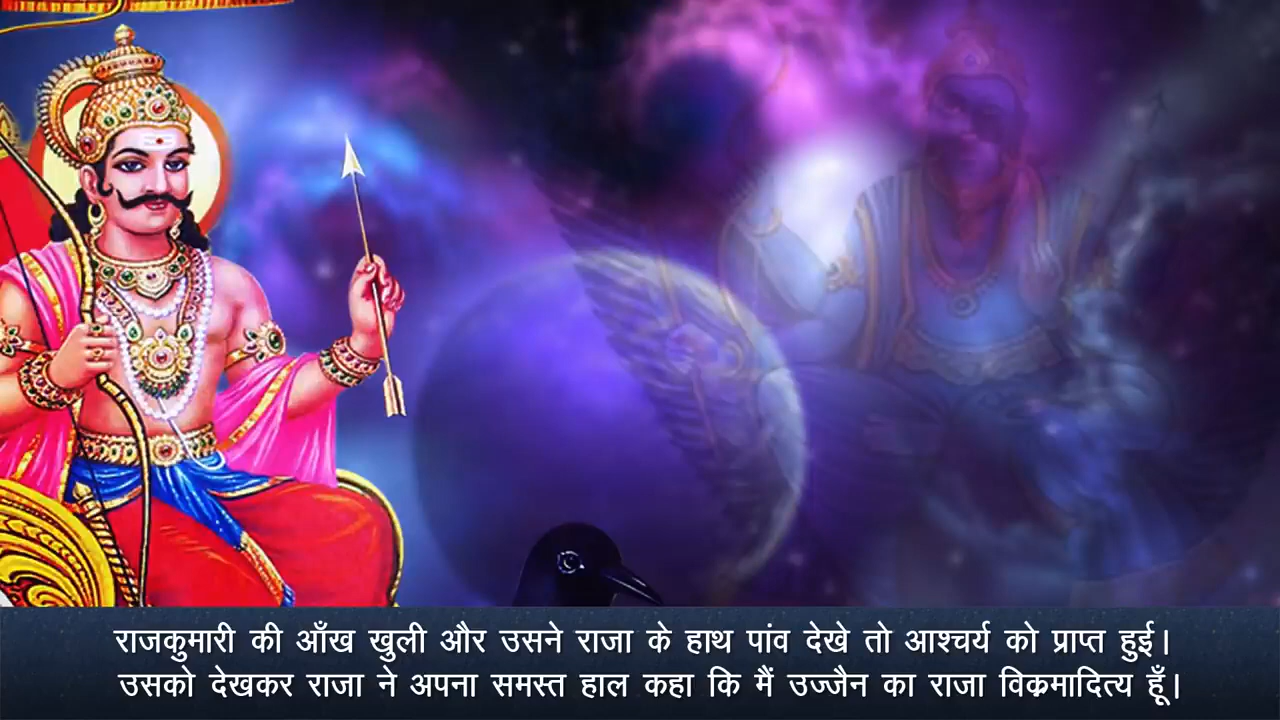 राजकुमारी की आँख खुली और उसने राजा के हाथ पांव देखे तो आश्चर्य को प्राप्त हुई।
उसको देखकर राजा ने अपना समस्त हाल कहा कि मैं उज्जैन का राजा विक्रमादित्य हूँ।